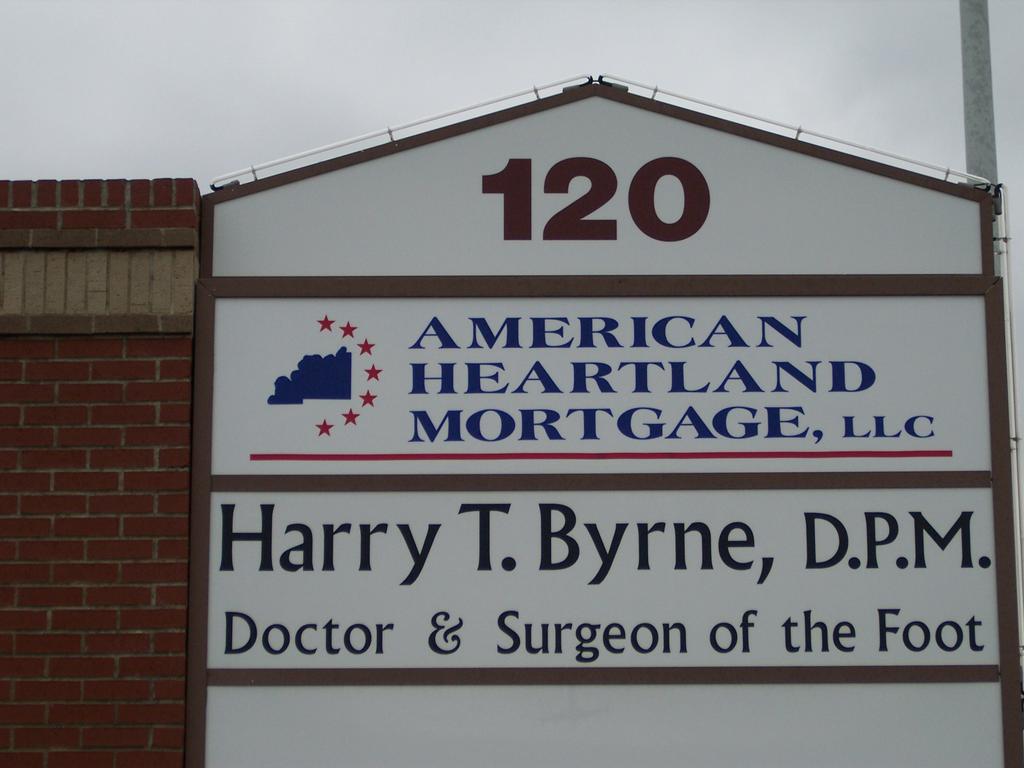 120
AMERICAN
HEARTLAND
MORTGAGE, LLC
Harry T. Byrne, D.P.M.
Doctor & Surgeon of the Foot